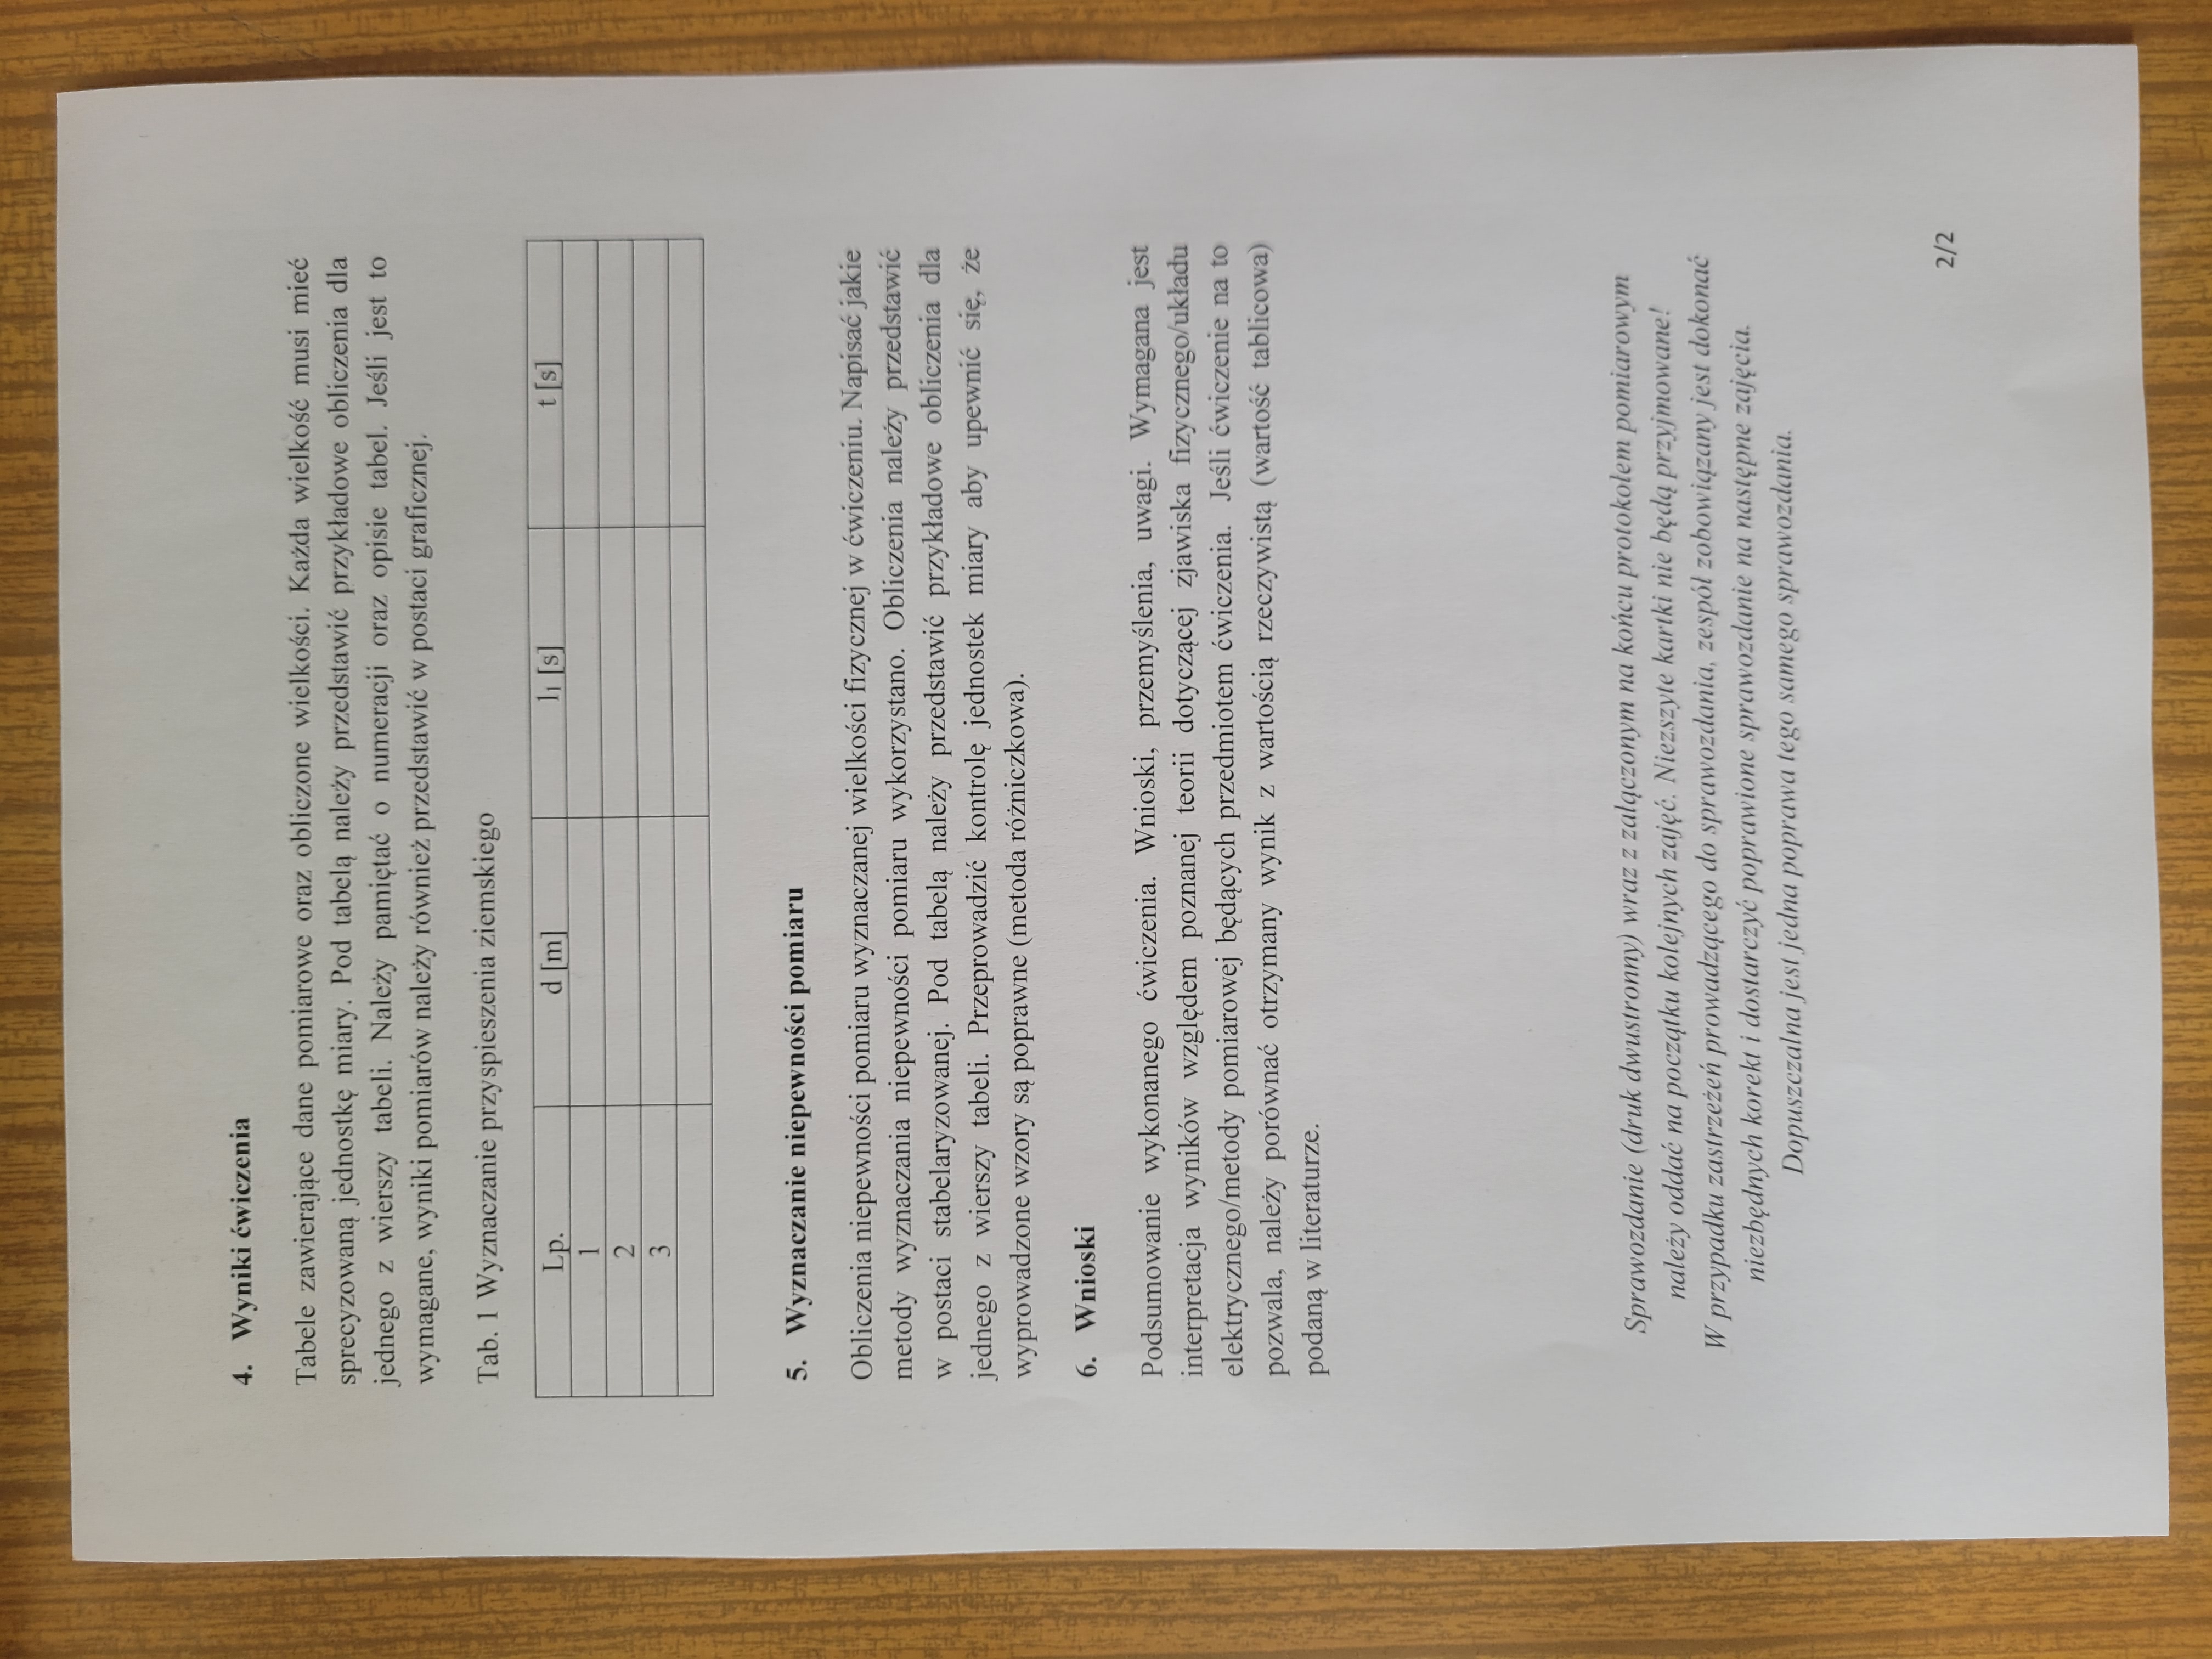 4. Wyniki ćwiczenia
Tabele zawierające dane pomiarowe oraz obliczone wielkości. Każda wielkość musi mieć
sprecyzowaną jednostkę miary. Pod tabelą należy przedstawić przykładowe obliczenia dla
jednego z wierszy tabeli. Należy pamiętać o numeracji oraz opisie tabel. Jeśli jest to
wymagane, wyniki pomiarów należy również przedstawić w postaci graficznej.
Tab. 1 Wyznaczanie przyspieszenia ziemskiego
Lp. d [m] l₁ [s] t [s]
1
2
3
5. Wyznaczanie niepewności pomiaru
Obliczenia niepewności pomiaru wyznaczanej wielkości fizycznej w ćwiczeniu. Napisać jakie
metody wyznaczania niepewności pomiaru wykorzystano. Obliczenia należy przedstawić
w postaci stabelaryzowanej. Pod tabelą należy przedstawić przykładowe obliczenia dla
jednego z wierszy tabeli. Przeprowadzić kontrolę jednostek miary aby upewnić się, że
wyprowadzone wzory są poprawne (metoda różniczkowa).
6. Wnioski
Podsumowanie wykonanego ćwiczenia. Wnioski, przemyślenia, uwagi. Wymagana jest
interpretacja wyników względem poznanej teorii dotyczącej zjawiska fizycznego/układu
elektrycznego/metody pomiarowej będących przedmiotem ćwiczenia. Jeśli ćwiczenie na to
pozwala, należy porównać otrzymany wynik z wartością rzeczywistą (wartość tablicowa)
podaną w literaturze.
Sprawozdanie (druk dwustronny) wraz z załączonym na końcu protokołem pomiarowym
należy oddać na początku kolejnych zajęć. Niezszyte kartki nie będą przyjmowane!
W przypadku zastrzeżeń prowadzącego do sprawozdania, zespół zobowiązany jest dokonać
niezbędnych korekt i dostarczyć poprawione sprawozdanie na następne zajęcia.
Dopuszczalna jest jedna poprawa tego samego sprawozdania.
2/2